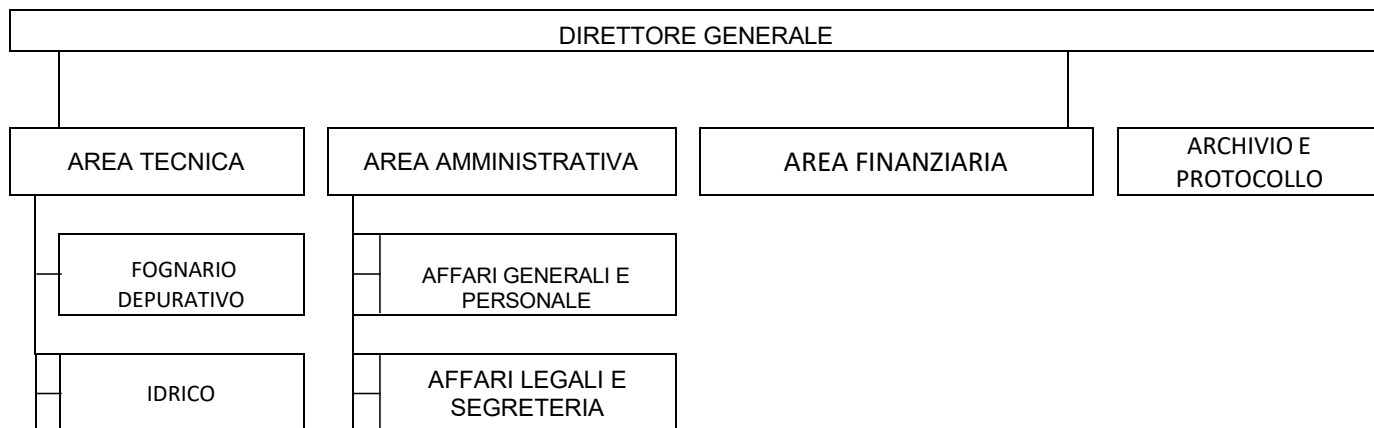 DIRETTORE GENERALE
AREA TECNICA
AREA AMMINISTRATIVA
AREA FINANZIARIA
ARCHIVIO E
PROTOCOLLO
FOGNARIO
DEPURATIVO
AFFARI GENERALI E
PERSONALE
IDRICO
AFFARI LEGALI E
SEGRETERIA